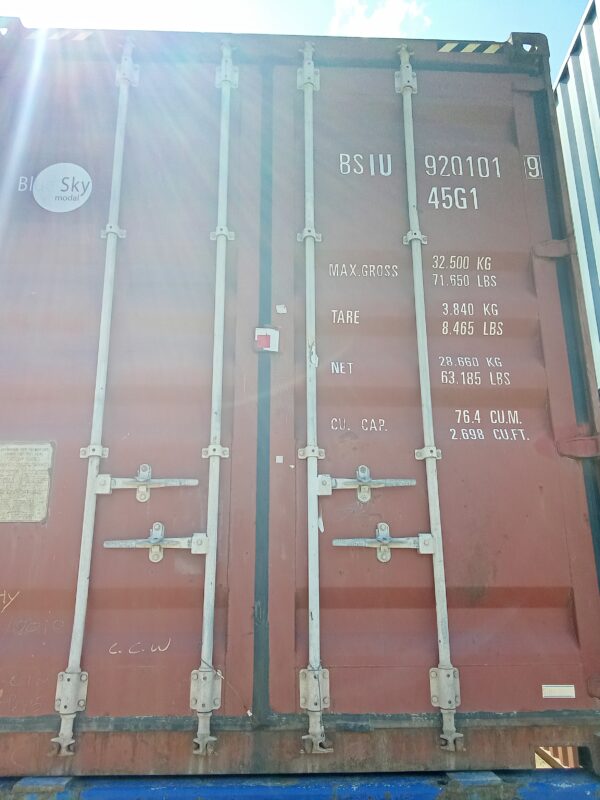 Blue Sky
modal
BSIU 920101 9
45G1
MAX.GROSS 32.500 KG
71.650 LBS
TARE 3.840 KG
8.465 LBS
NET 28.660 KG
63.185 LBS
CU. CAP. 76.4 CU.M.
2.698 CU.FT.
C.C.W